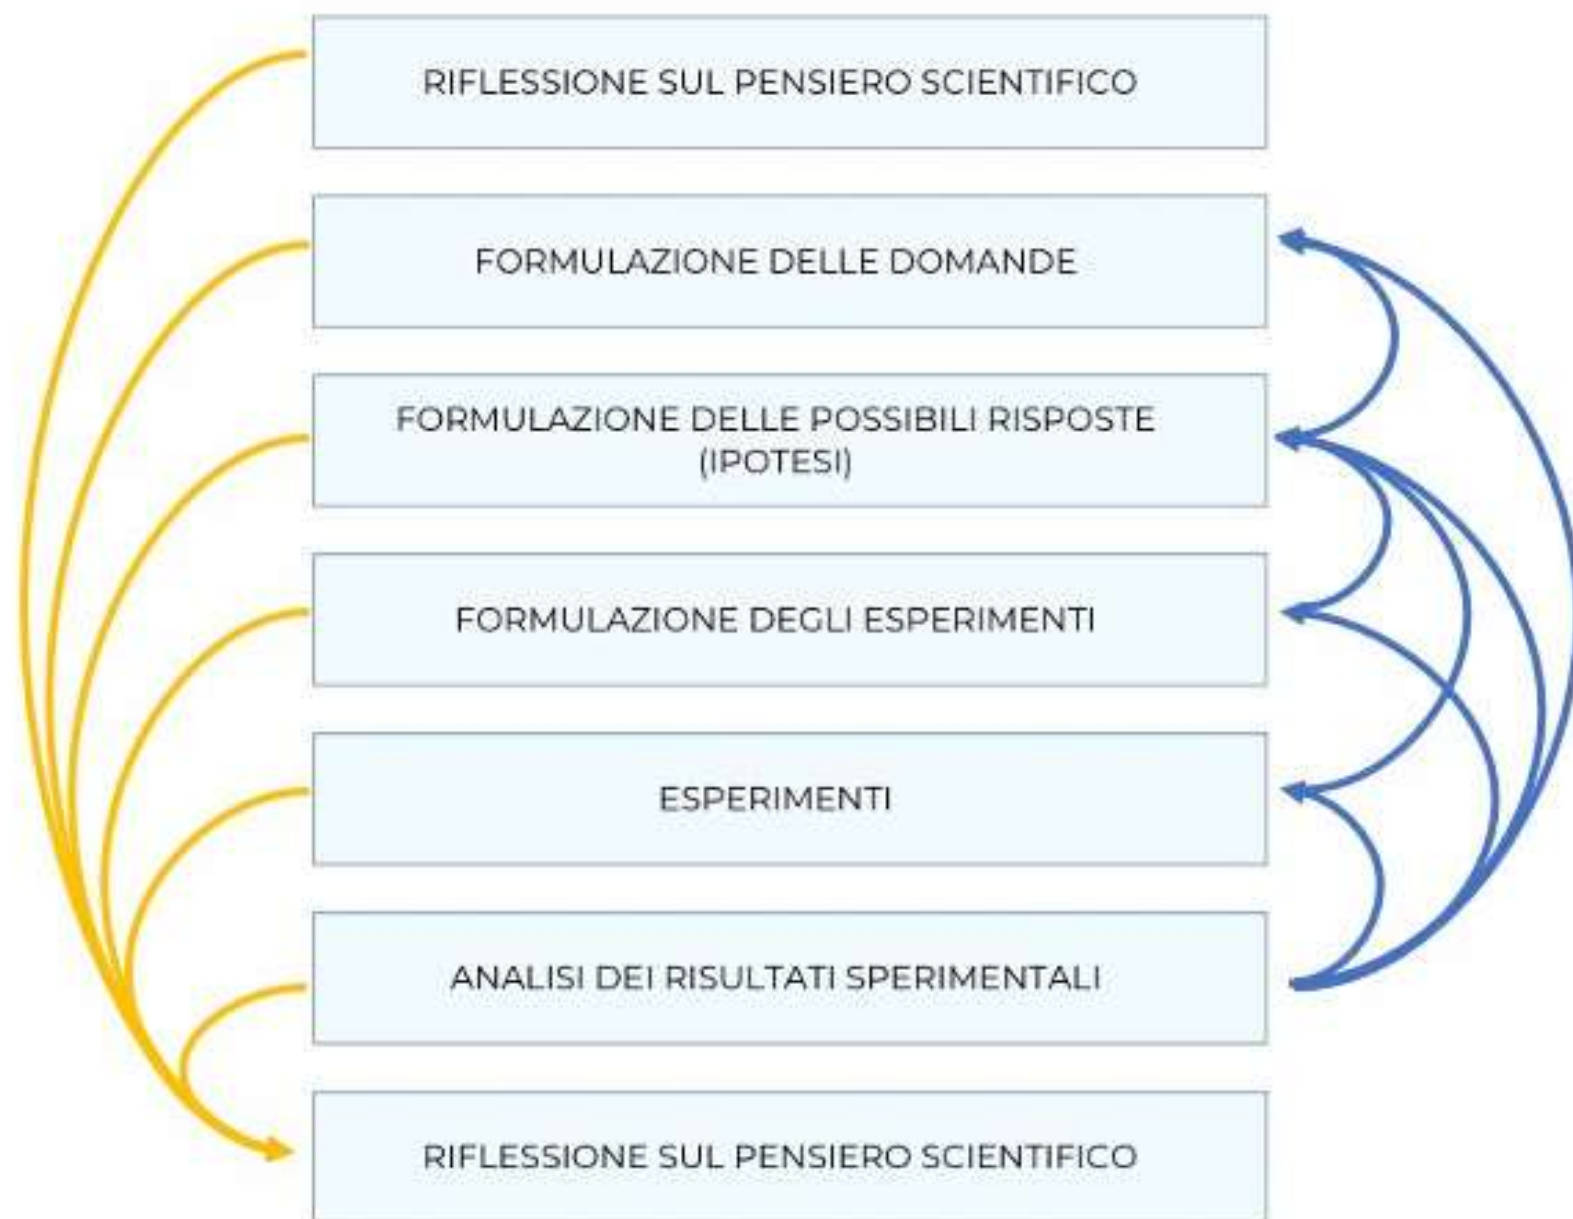 RIFLESSIONE SUL PENSIERO SCIENTIFICO
FORMULAZIONE DELLE DOMANDE
FORMULAZIONE DELLE POSSIBILI RISPOSTE
(IPOTESI)
FORMULAZIONE DEGLI ESPERIMENTI
ESPERIMENTI
ANALISI DEI RISULTATI SPERIMENTALI
RIFLESSIONE SUL PENSIERO SCIENTIFICO